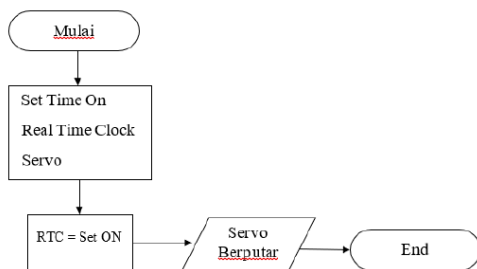 Mulai
Set Time On
Real Time Clock
Servo
RTC = Set ON
Servo
Berputar
End